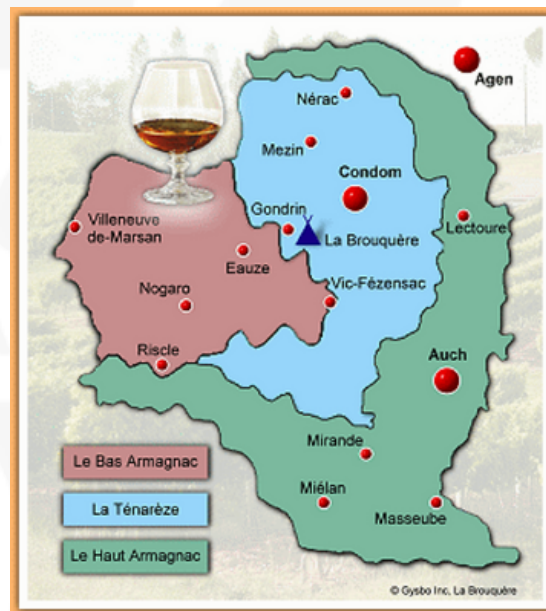 Agen
Nérac
Mezin
Condom
Gondrin
La Brouquère
Lectoure
Villeneuve
de-Marsan
Eauze
Vic-Fézensac
Nogaro
Riscle
Auch
Mirande
Miélan
Masseube
Le Bas Armagnac
La Ténarèze
Le Haut Armagnac
© Gysbo Inc. La Brouquère